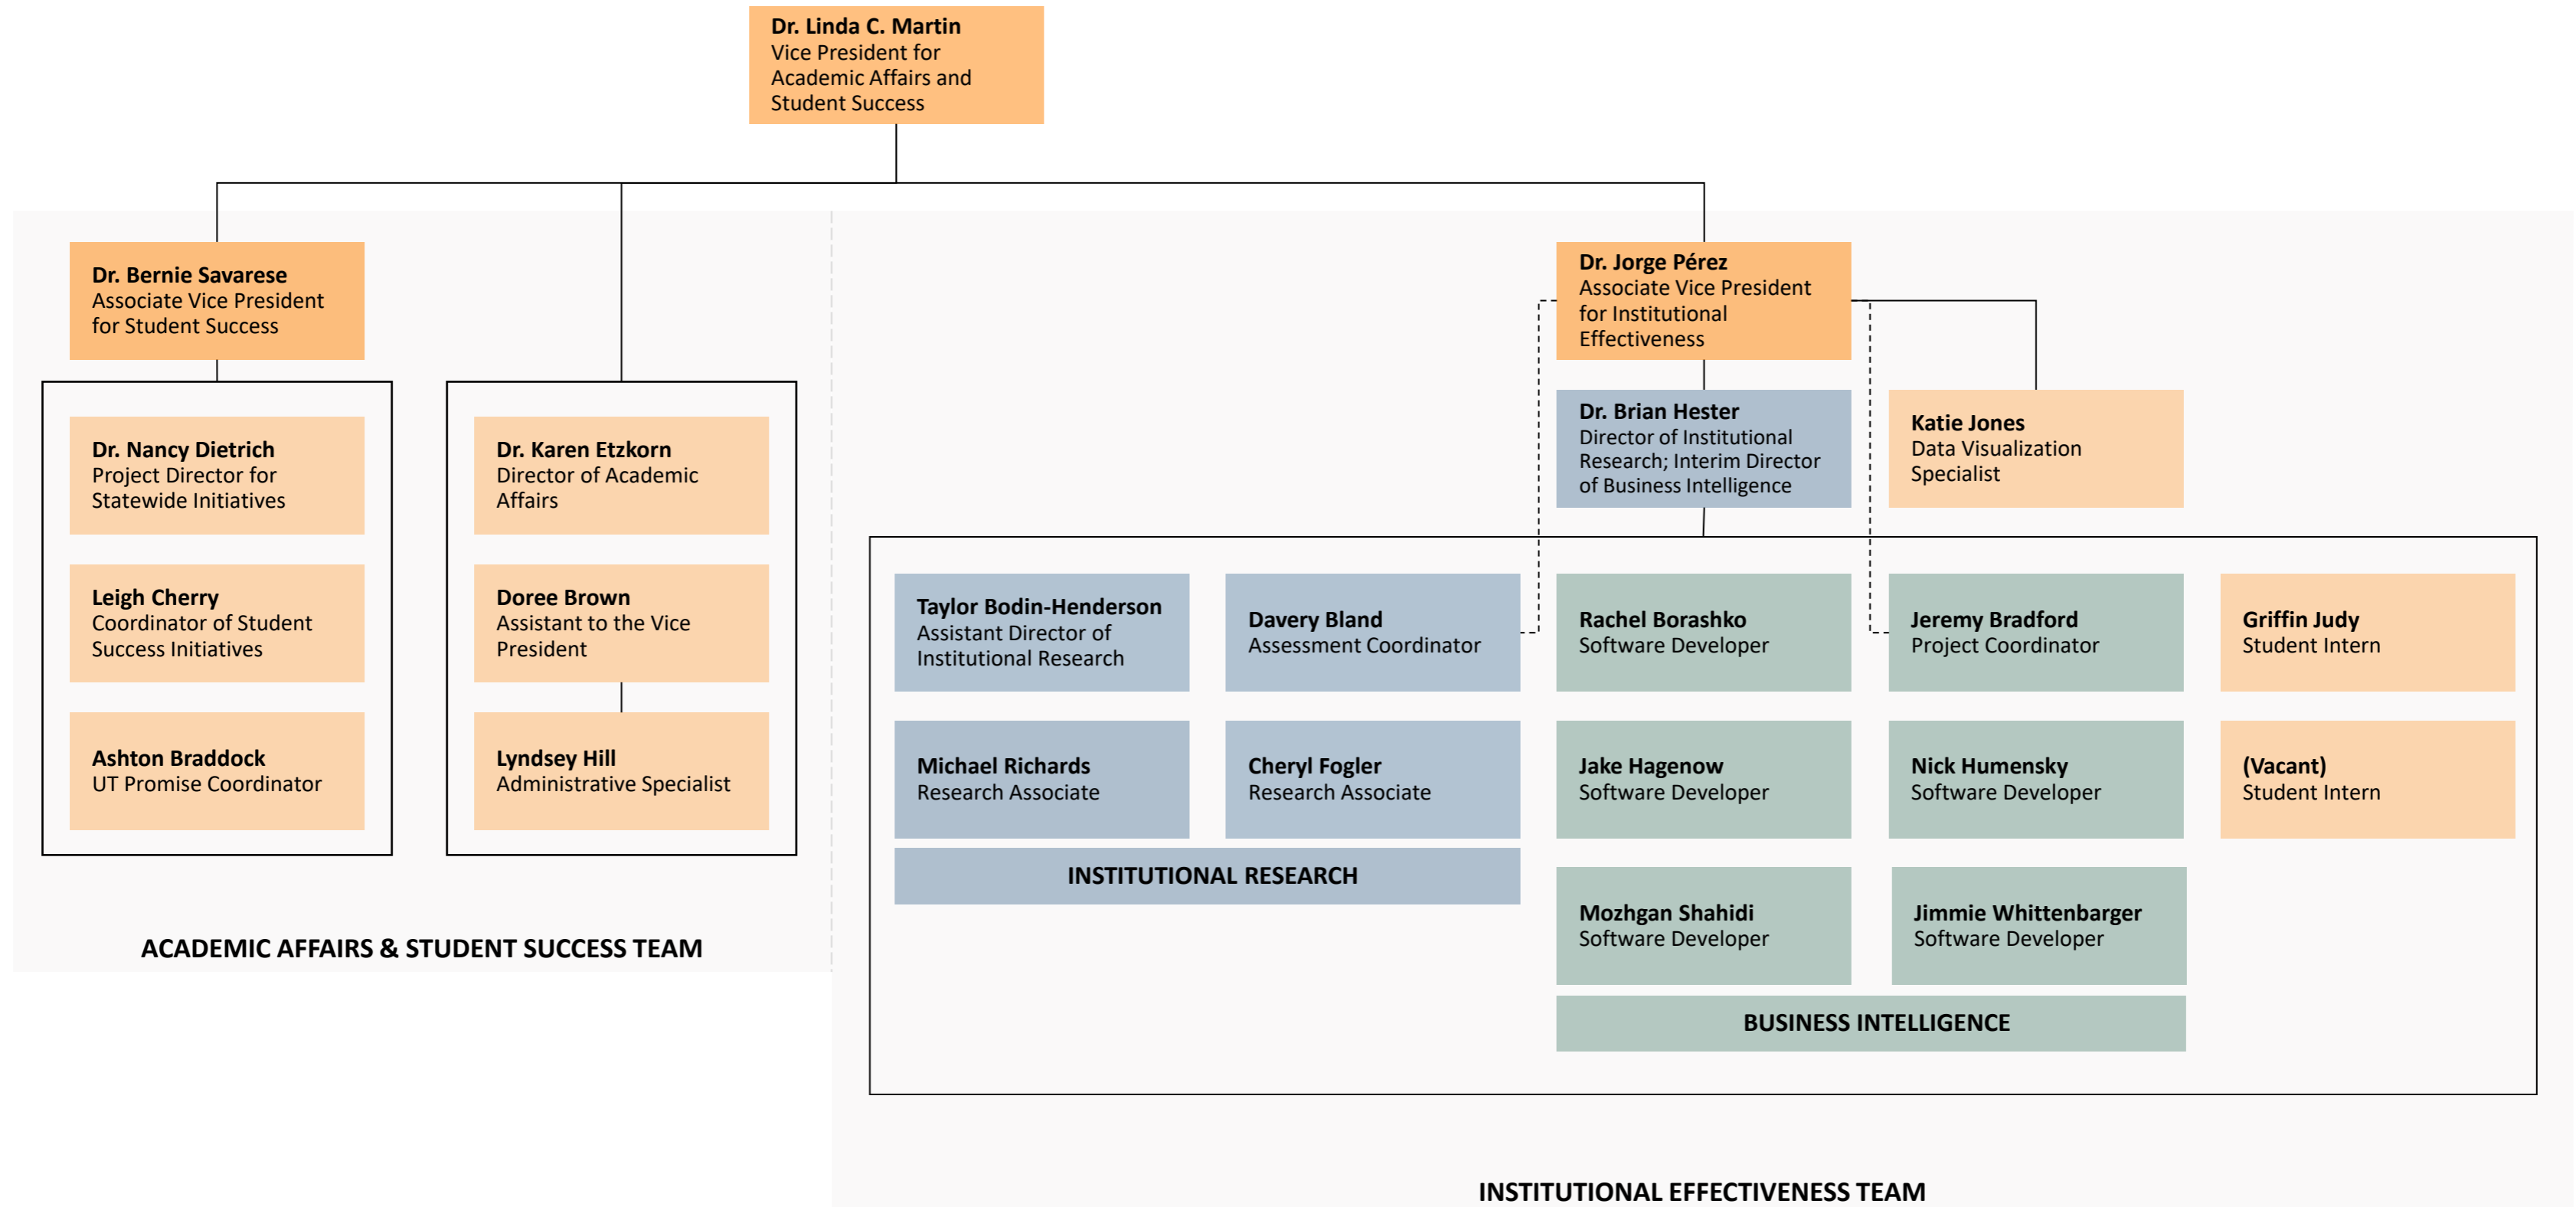 Dr. Linda C. Martin
Vice President for
Academic Affairs and
Student Success
Dr. Bernie Savarese
Associate Vice President
for Student Success
Dr. Nancy Dietrich
Project Director for
Statewide Initiatives
Leigh Cherry
Coordinator of Student
Success Initiatives
Ashton Braddock
UT Promise Coordinator
Dr. Karen Etzkorn
Director of Academic
Affairs
Doree Brown
Assistant to the Vice
President
Lyndsey Hill
Administrative Specialist
ACADEMIC AFFAIRS & STUDENT SUCCESS TEAM
Dr. Jorge Pérez
Associate Vice President
for Institutional
Effectiveness
Dr. Brian Hester
Director of Institutional
Research; Interim Director
of Business Intelligence
Katie Jones
Data Visualization
Specialist
Taylor Bodin-Henderson
Assistant Director of
Institutional Research
Davery Bland
Assessment Coordinator
Michael Richards
Research Associate
Cheryl Fogler
Research Associate
INSTITUTIONAL RESEARCH
Rachel Borashko
Software Developer
Jeremy Bradford
Project Coordinator
Jake Hagenow
Software Developer
Nick Humensky
Software Developer
Mozhgan Shahidi
Software Developer
Jimmie Whittenbarger
Software Developer
BUSINESS INTELLIGENCE
Griffin Judy
Student Intern
(Vacant)
Student Intern
INSTITUTIONAL EFFECTIVENESS TEAM